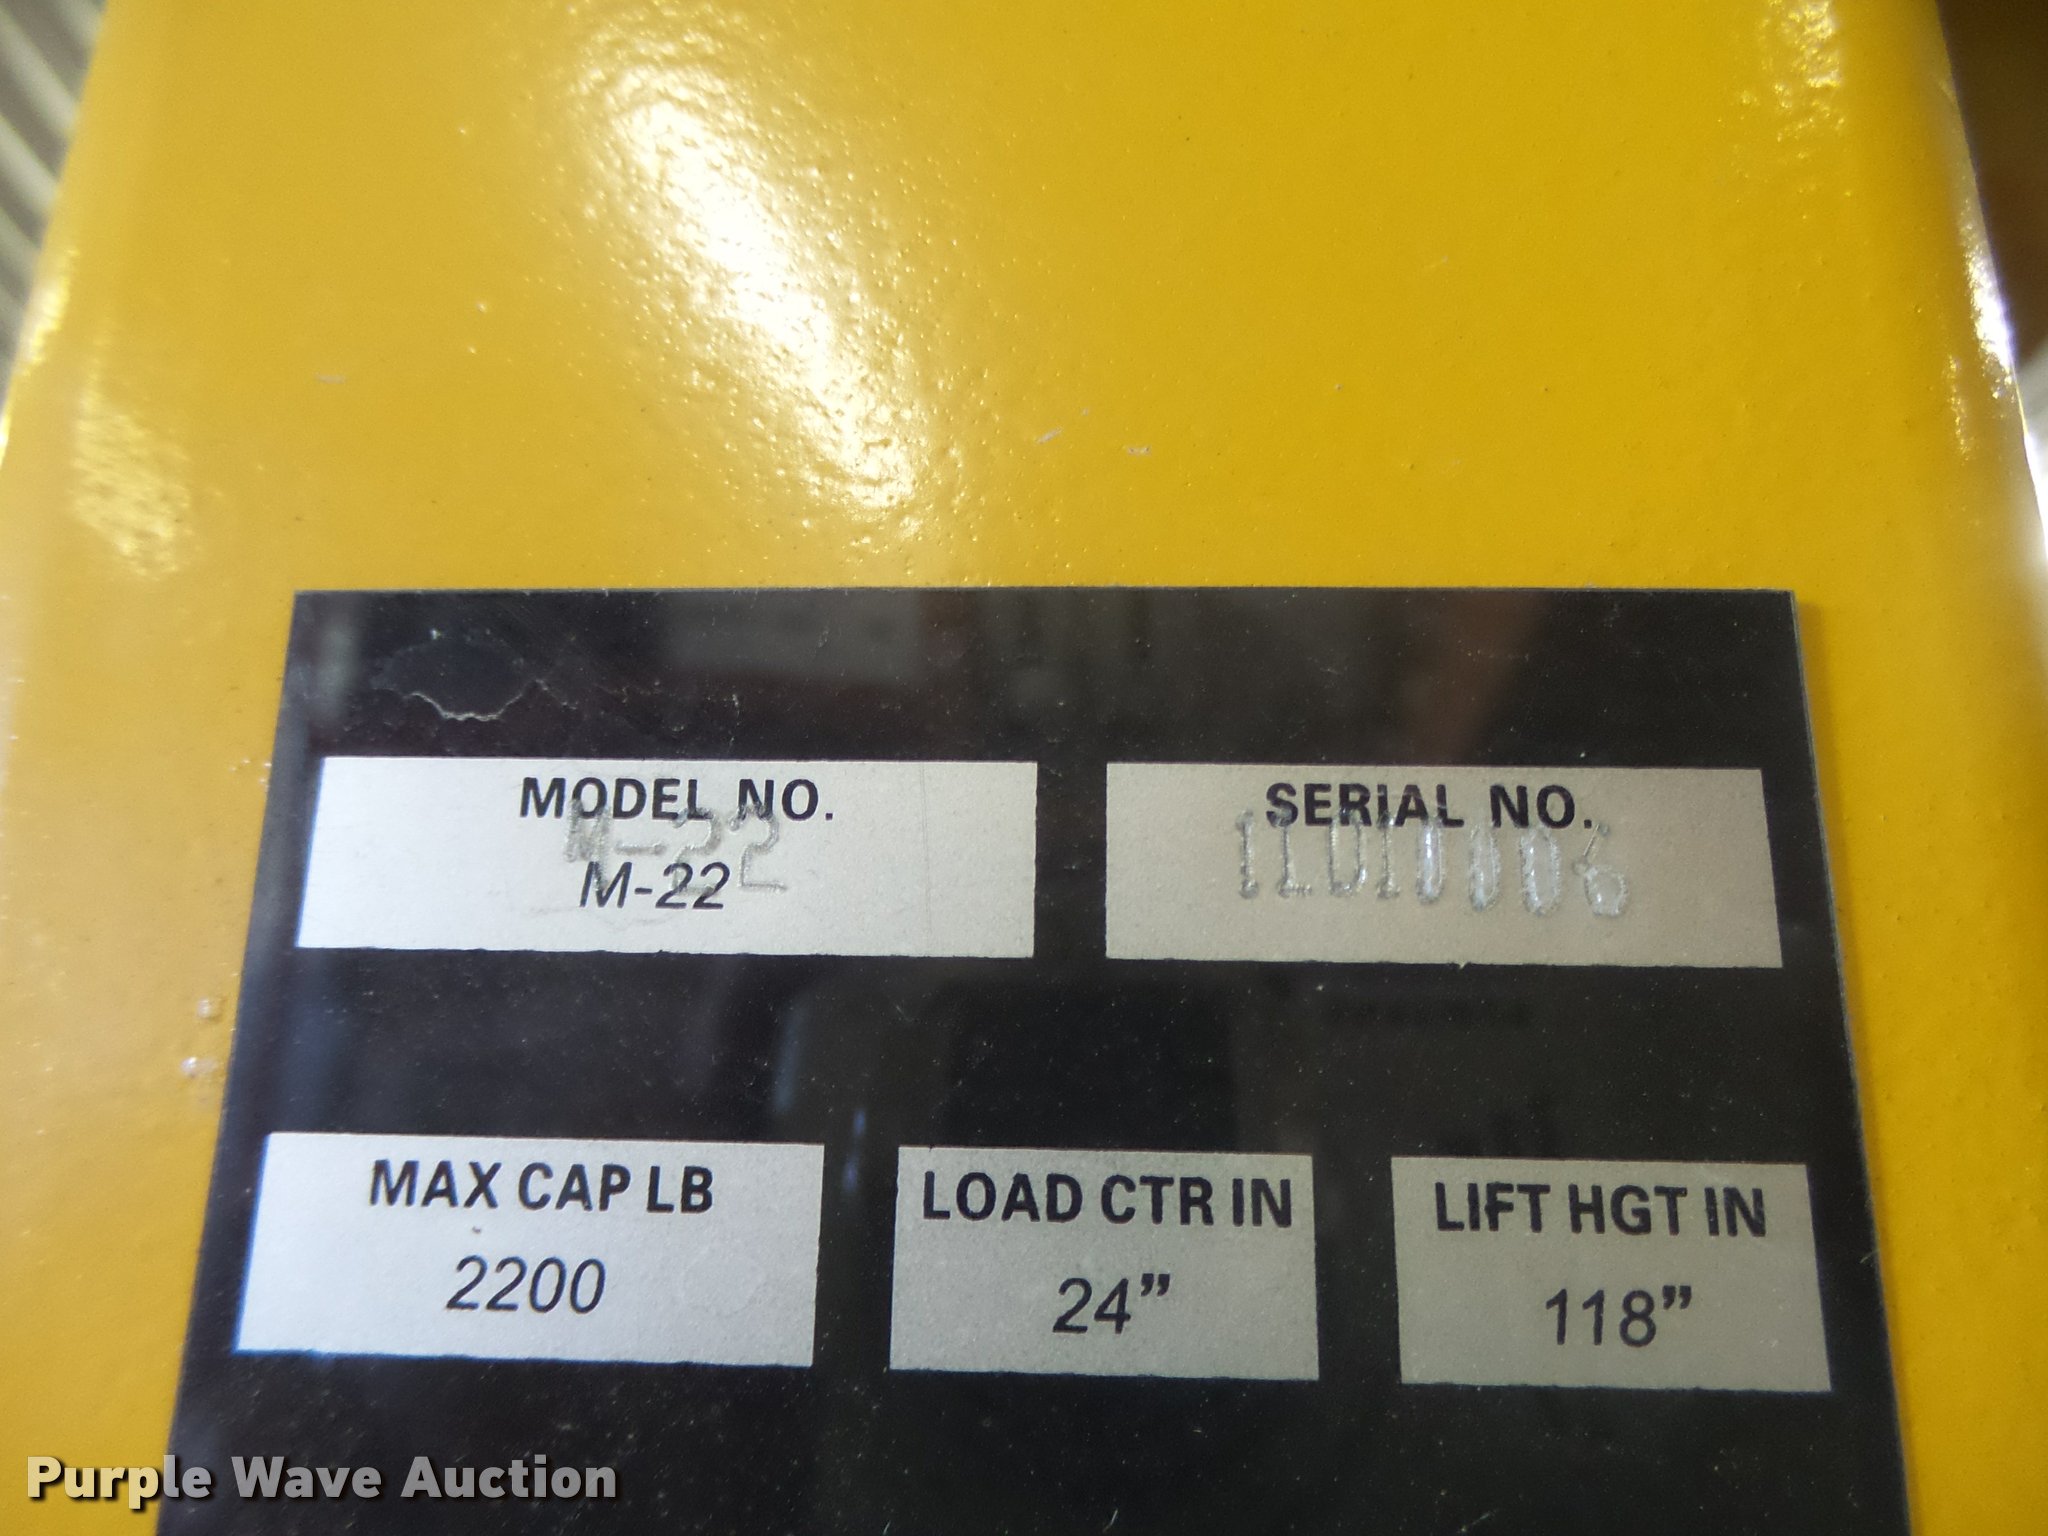 MODEL NO.
M-22
M-22
SERIAL NO.
MAX CAP LB
2200
LOAD CTR IN
24”
LIFT HGT IN
118”
Purple Wave Auction